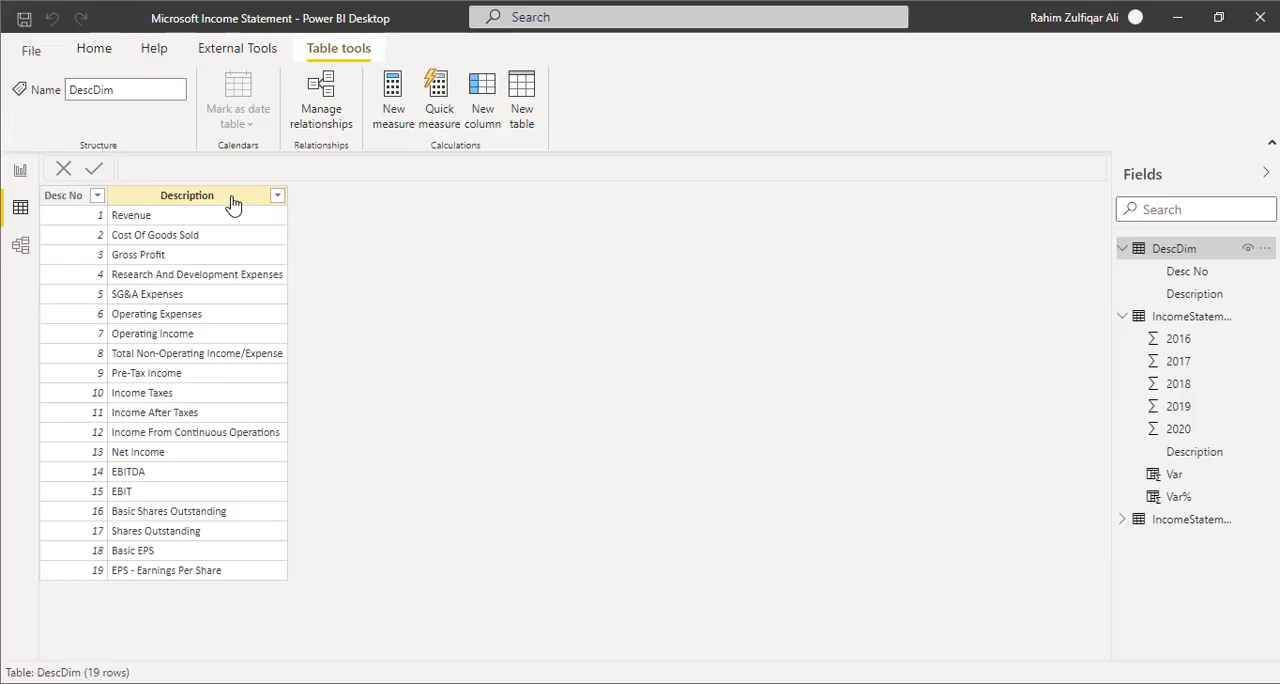 Microsoft Income Statement - Power BI Desktop
Search
Rahim Zulfiqar Ali
File
Home
Help
External Tools
Table tools
Name
DescDim
Mark as date
table
Manage
relationships
New
measure
Quick
measure
New
column
New
table
Structure
Calendars
Relationships
Calculations
Fields
Search
Desc No
Description
1 Revenue
2 Cost Of Goods Sold
3 Gross Profit
4 Research And Development Expenses
5 SG&A Expenses
6 Operating Expenses
7 Operating Income
8 Total Non-Operating Income/Expense
9 Pre-Tax Income
10 Income Taxes
11 Income After Taxes
12 Income From Continuous Operations
13 Net Income
14 EBITDA
15 EBIT
16 Basic Shares Outstanding
17 Shares Outstanding
18 Basic EPS
19 EPS - Earnings Per Share
DescDim
Desc No
Description
IncomeStatem...
2016
2017
2018
2019
2020
Description
Var
Var%
IncomeStatem...
Table: DescDim (19 rows)